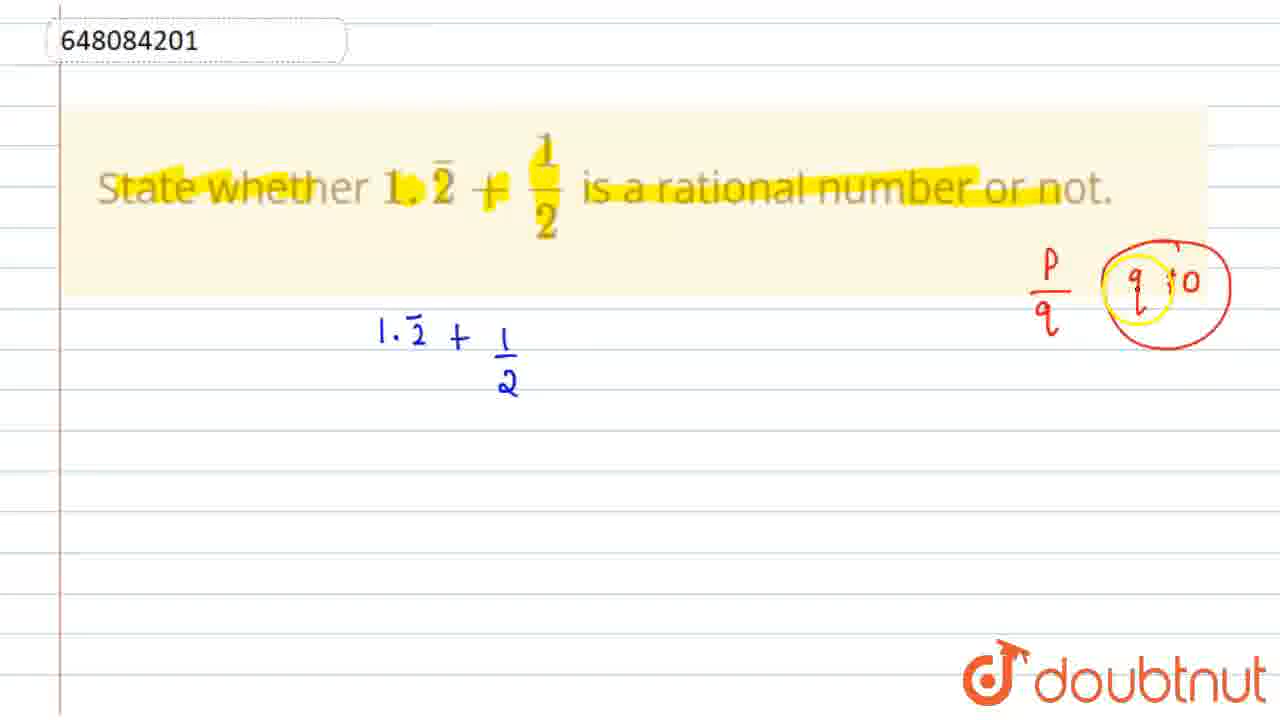 648084201
State whether 1.2̄ + 1/2 is a rational number or not.
p/q q ≠ 0
1.2̄ + 1/2
doubtnut